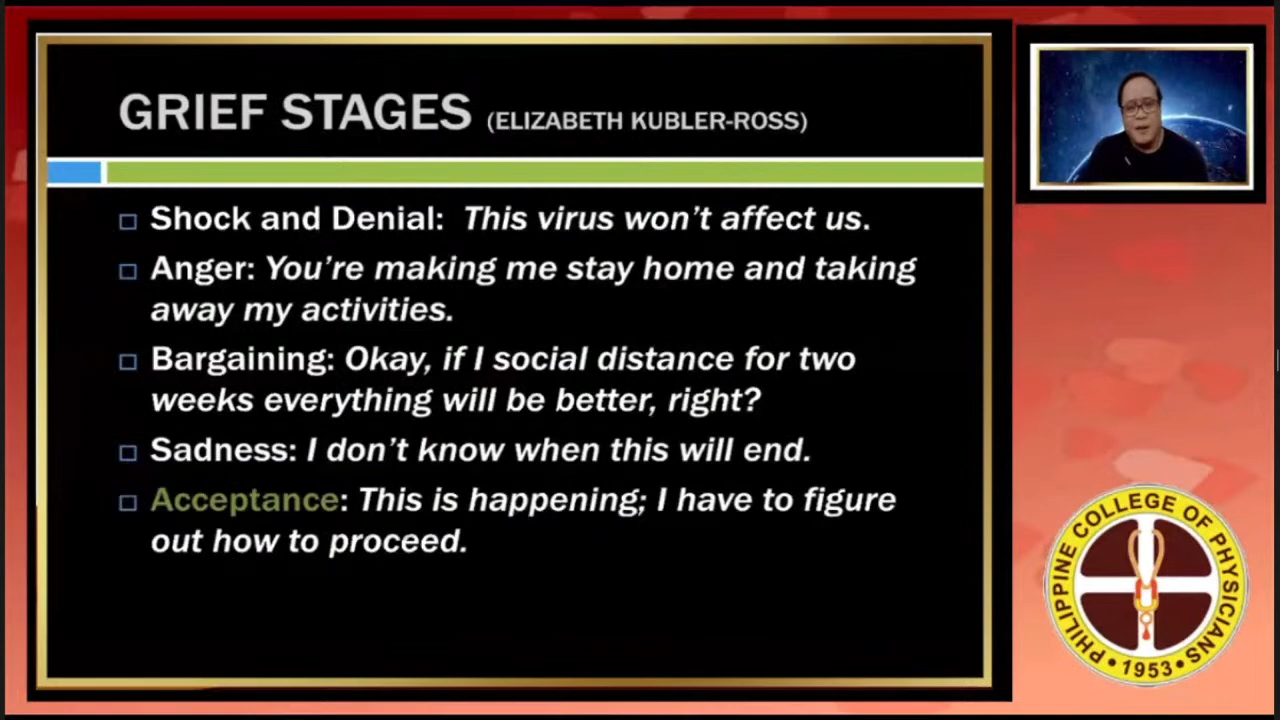 GRIEF STAGES (ELIZABETH KUBLER-ROSS)
Shock and Denial: This virus won't affect us.
Anger: You're making me stay home and taking
away my activities.
Bargaining: Okay, if I social distance for two
weeks everything will be better, right?
Sadness: I don't know when this will end.
Acceptance: This is happening; I have to figure
out how to proceed.
PHILIPPINE COLLEGE OF PHYSICIANS
• 1953 •